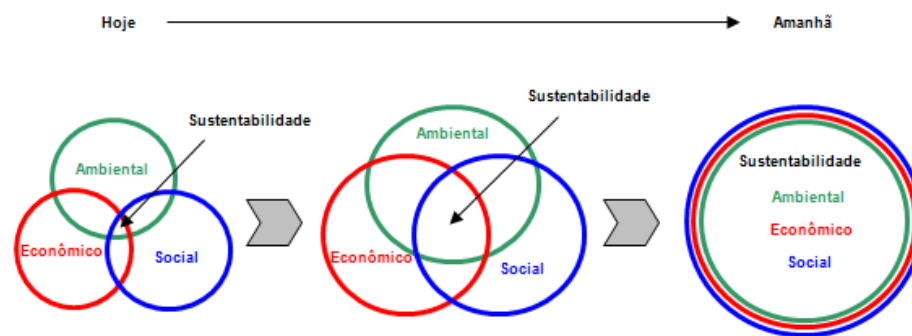 Hoje
Amanhã
Sustentabilidade
Ambiental
Econômico
Social
Sustentabilidade
Ambiental
Econômico
Social
Sustentabilidade
Ambiental
Econômico
Social